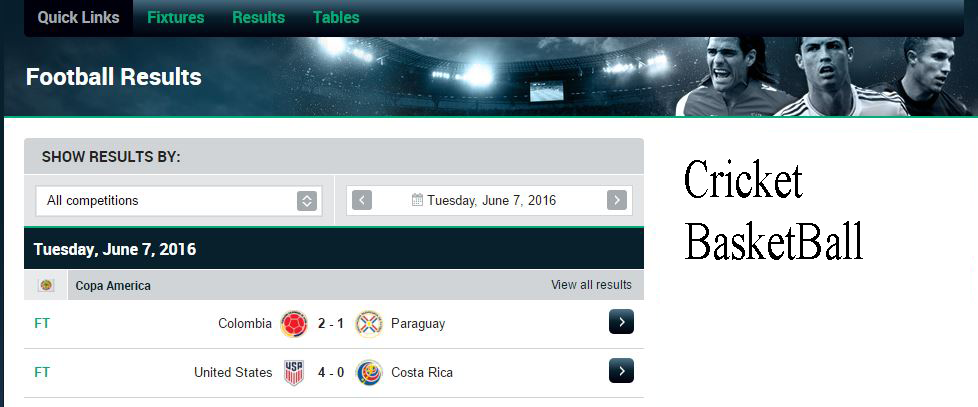 Quick Links Fixtures Results Tables
Football Results
SHOW RESULTS BY:
All competitions Tuesday, June 7, 2016
Cricket
BasketBall
Tuesday, June 7, 2016
Copa America View all results
FT Colombia 2 - 1 Paraguay
FT United States USA 4 - 0 Costa Rica